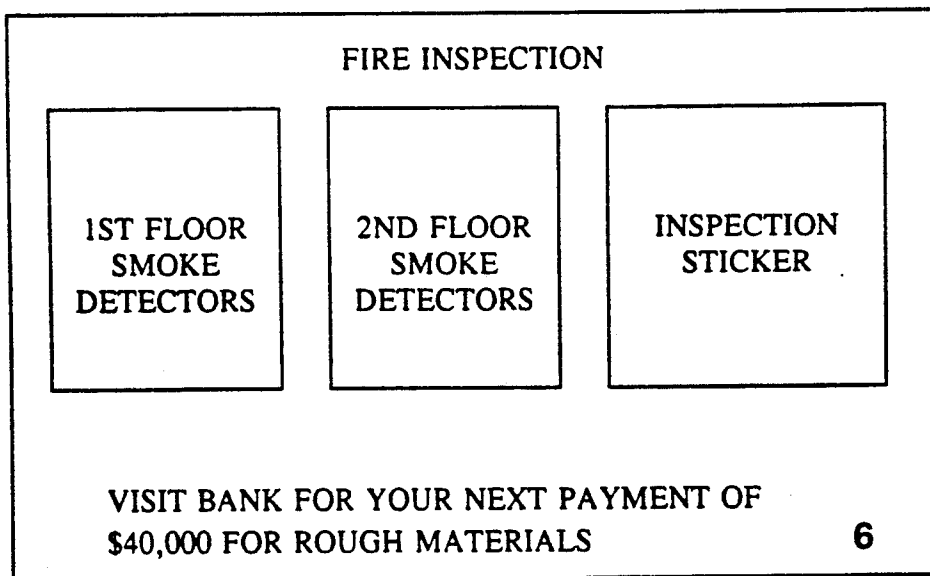 FIRE INSPECTION
1ST FLOOR
SMOKE
DETECTORS
2ND FLOOR
SMOKE
DETECTORS
INSPECTION
STICKER
VISIT BANK FOR YOUR NEXT PAYMENT OF
$40,000 FOR ROUGH MATERIALS
6